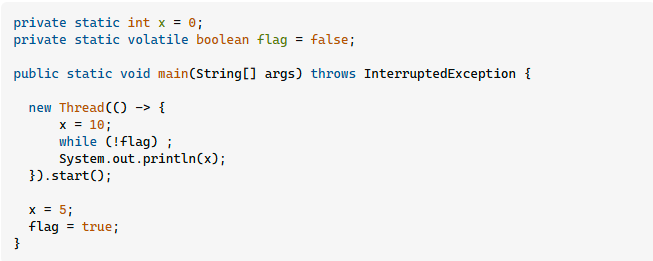 private static int x = 0;
private static volatile boolean flag = false;
public static void main(String[] args) throws InterruptedException {
new Thread(() -> {
x = 10;
while (!flag) ;
System.out.println(x);
}).start();
x = 5;
flag = true;
}